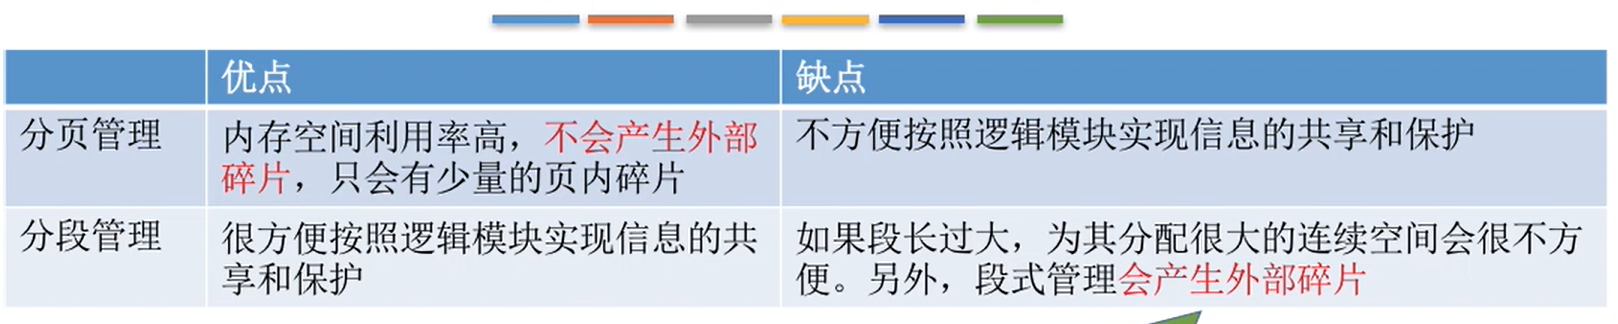 优点
缺点
分页管理
内存空间利用率高，不会产生外部
碎片，只会有少量的页内碎片
不方便按照逻辑模块实现信息的共享和保护
分段管理
很方便按照逻辑模块实现信息的共
享和保护
如果段长过大，为其分配很大的连续空间会很不方
便。另外，段式管理会产生外部碎片